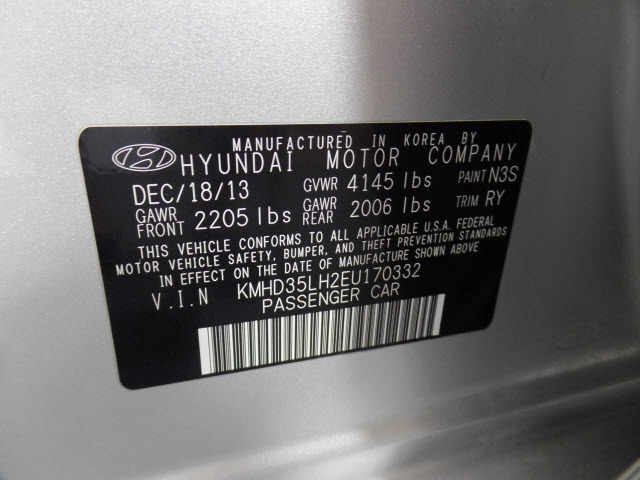 MANUFACTURED IN KOREA BY
HYUNDAI MOTOR COMPANY
DEC/18/13 GVWR 4145 lbs PAINT N3S
GAWR FRONT 2205 lbs GAWR REAR 2006 lbs TRIM RY
THIS VEHICLE CONFORMS TO ALL APPLICABLE U.S.A. FEDERAL
MOTOR VEHICLE SAFETY, BUMPER, AND THEFT PREVENTION STANDARDS
IN EFFECT ON THE DATE OF MANUFACTURE SHOWN ABOVE.
V.I.N KMHD35LH2EU170332
PASSENGER CAR